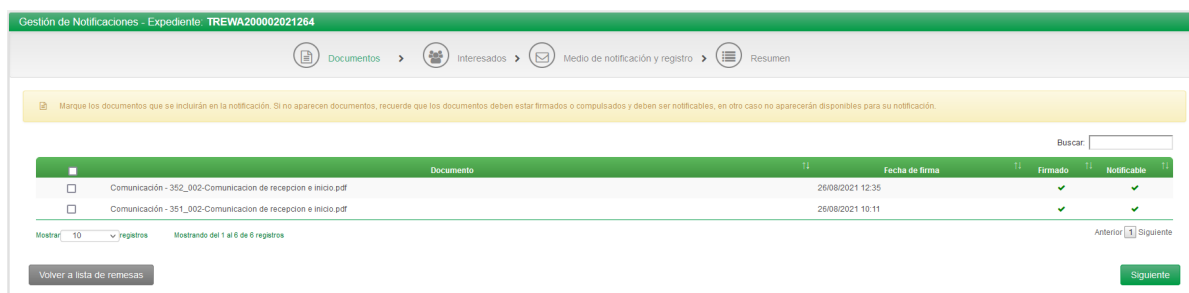 Gestión de Notificaciones - Expediente: TREWA200002021264
Documentos > Interesados > Medio de notificación y registro > Resumen
Marque los documentos que se incluirán en la notificación. Si no aparecen documentos, recuerde que los documentos deben estar firmados o compulsados y deben ser notificables, en otro caso no aparecerán disponibles para su notificación.
Buscar:
Documento Fecha de firma Firmado Notificable
Comunicación - 352_002-Comunicacion de recepcion e inicio.pdf 26/08/2021 12:35
Comunicación - 351_002-Comunicacion de recepcion e inicio.pdf 26/08/2021 10:11
Mostrar 10 registros Mostrando del 1 al 6 de 6 registros Anterior 1 Siguiente
Volver a lista de remesas Siguiente